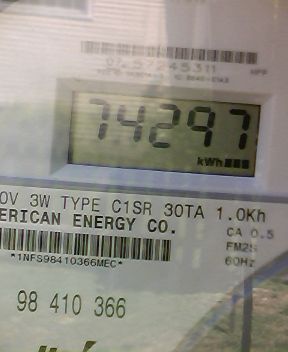 74297
kWh
0V 3W TYPE C1SR 30TA 1.0Kh
ERICAN ENERGY CO.
CA 0.5
FM2S
*1NFS98410366MEC*
60Hz
98 410 366